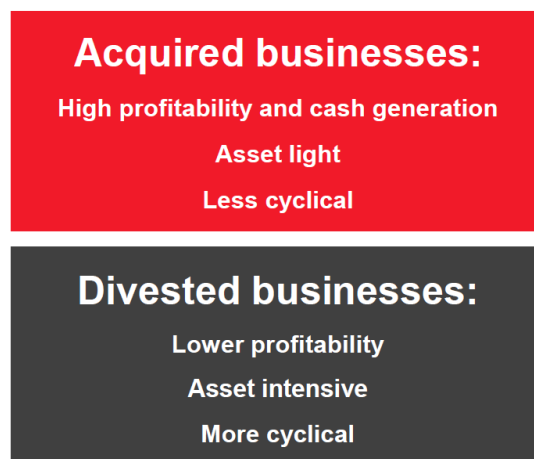 Acquired businesses:
High profitability and cash generation
Asset light
Less cyclical
Divested businesses:
Lower profitability
Asset intensive
More cyclical